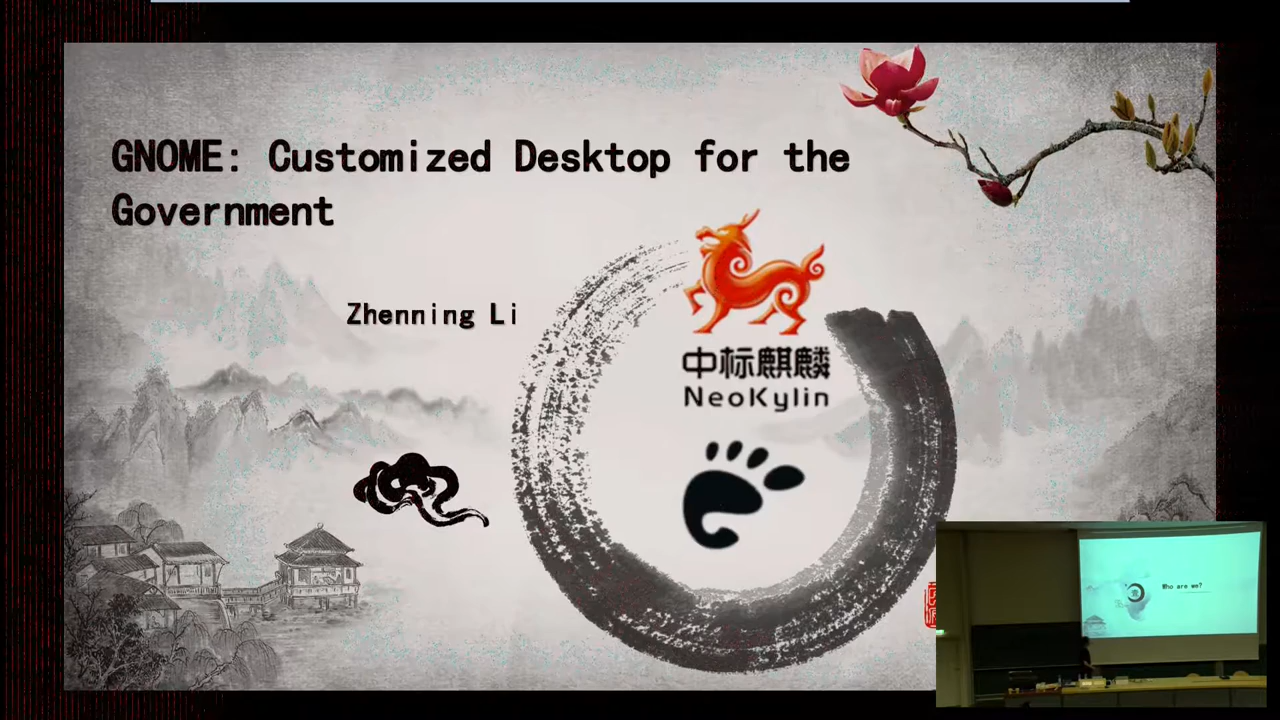 GNOME: Customized Desktop for the
Government
Zhenning Li
中标麒麟
NeoKylin
Who are we?